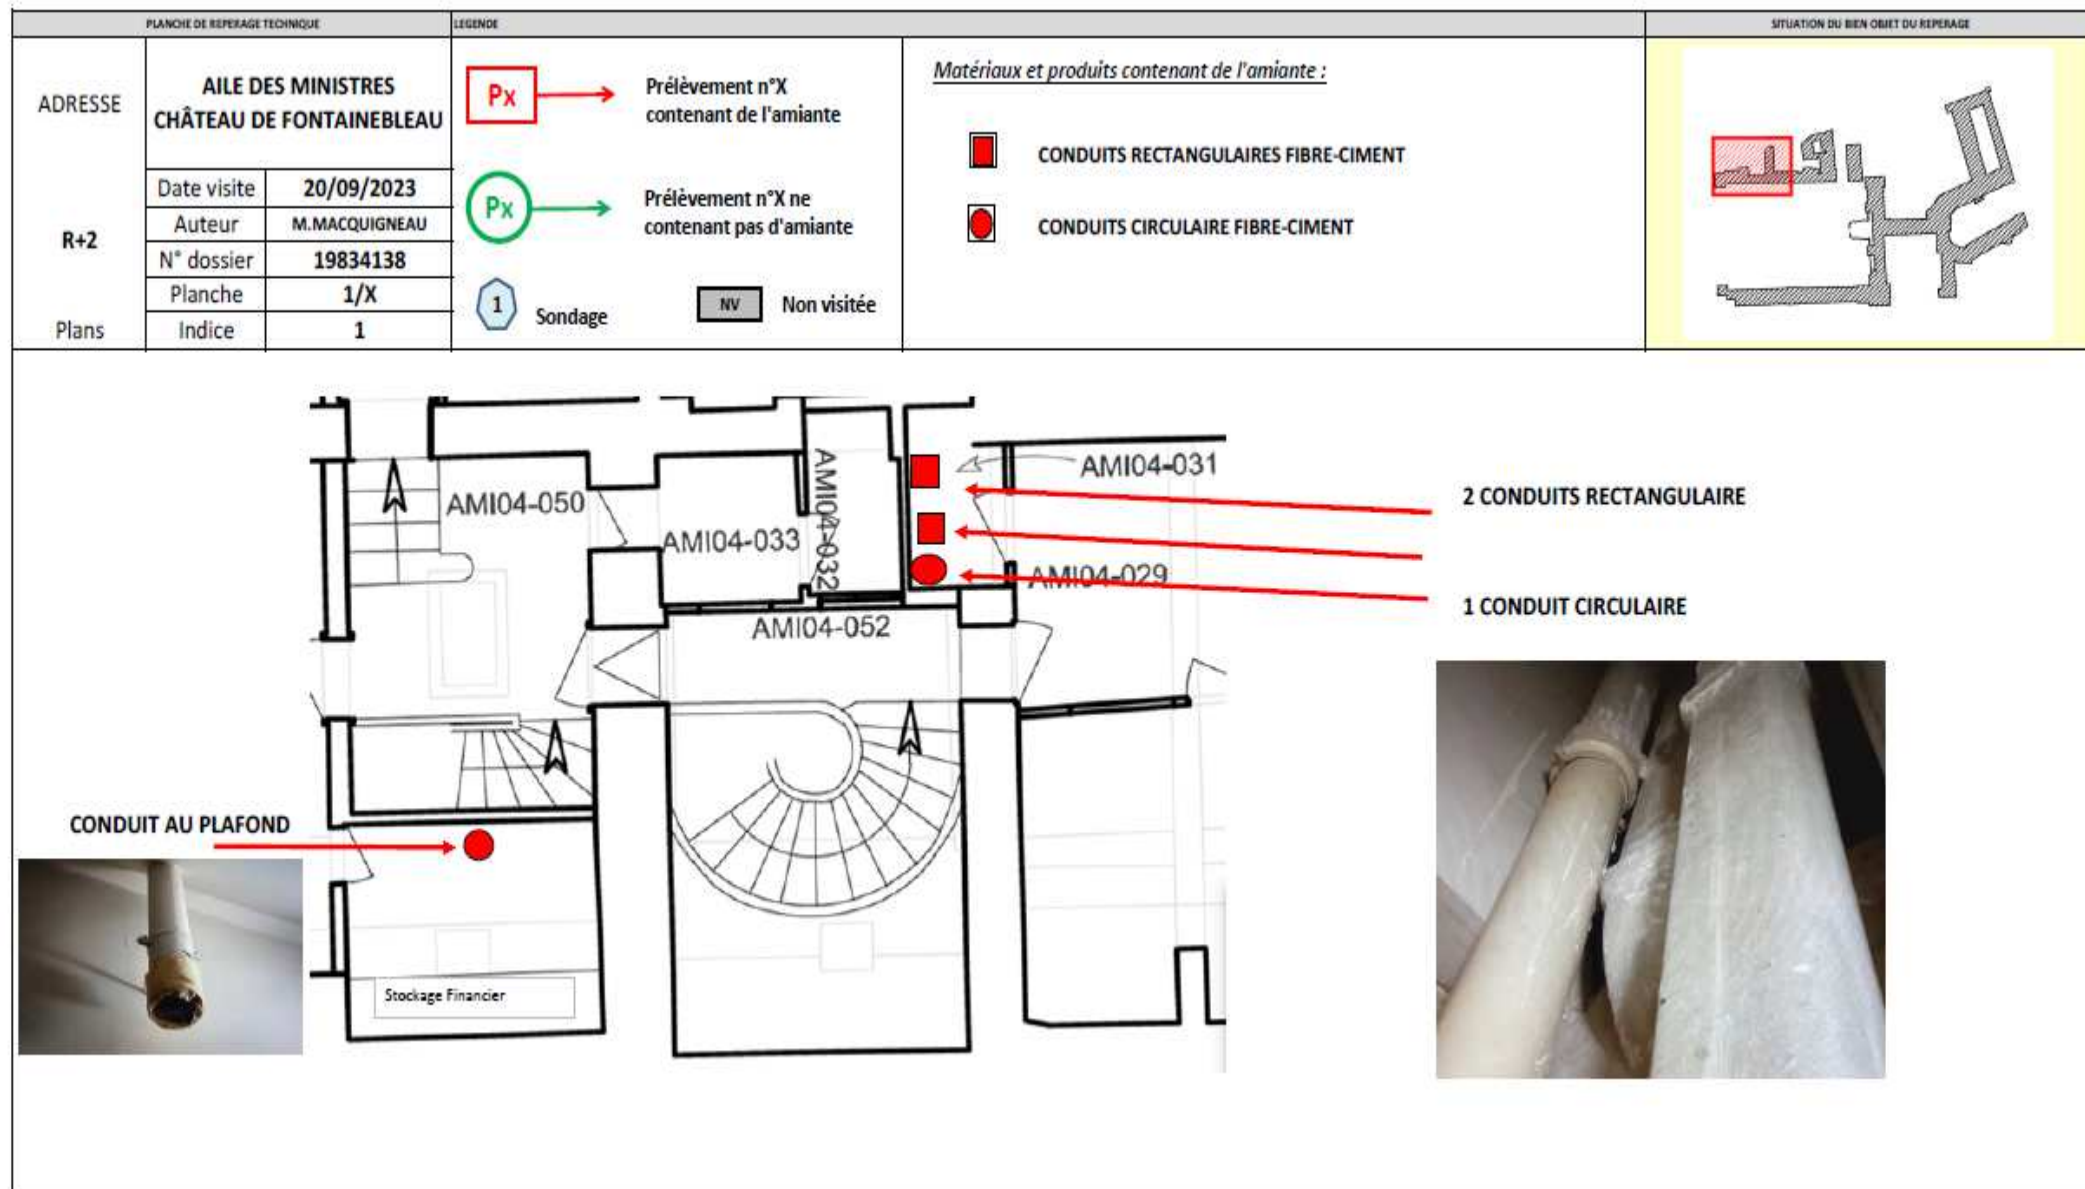 PLANCHE DE REPERAGE TECHNIQUE
LEGENDE
SITUATION DU BIEN OBJET DU REPERAGE
ADRESSE
AILE DES MINISTRES
CHÂTEAU DE FONTAINEBLEAU
R+2
Date visite 20/09/2023
Auteur M.MACQUIGNEAU
N° dossier 19834138
Planche 1/X
Plans
Indice 1
Px
Prélèvement n°X
contenant de l'amiante
Px
Prélèvement n°X ne
contenant pas d'amiante
1 Sondage
NV Non visitée
Matériaux et produits contenant de l'amiante :
CONDUITS RECTANGULAIRES FIBRE-CIMENT
CONDUITS CIRCULAIRE FIBRE-CIMENT
AMI04-050
AMI04-033
AMI04-032
AMI04-031
AMI04-029
AMI04-052
2 CONDUITS RECTANGULAIRE
1 CONDUIT CIRCULAIRE
CONDUIT AU PLAFOND
Stockage Financier